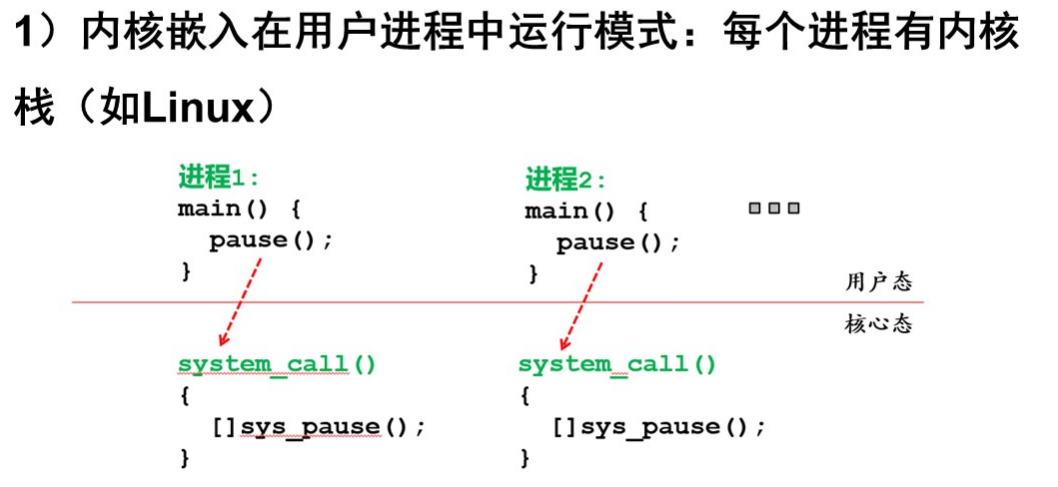 1）内核嵌入在用户进程中运行模式：每个进程有内核
栈（如Linux）
进程1:
main() {
pause();
}
进程2:
main() {
pause();
}
用户态
核心态
system_call()
{
[]sys_pause();
}
system_call()
{
[]sys_pause();
}